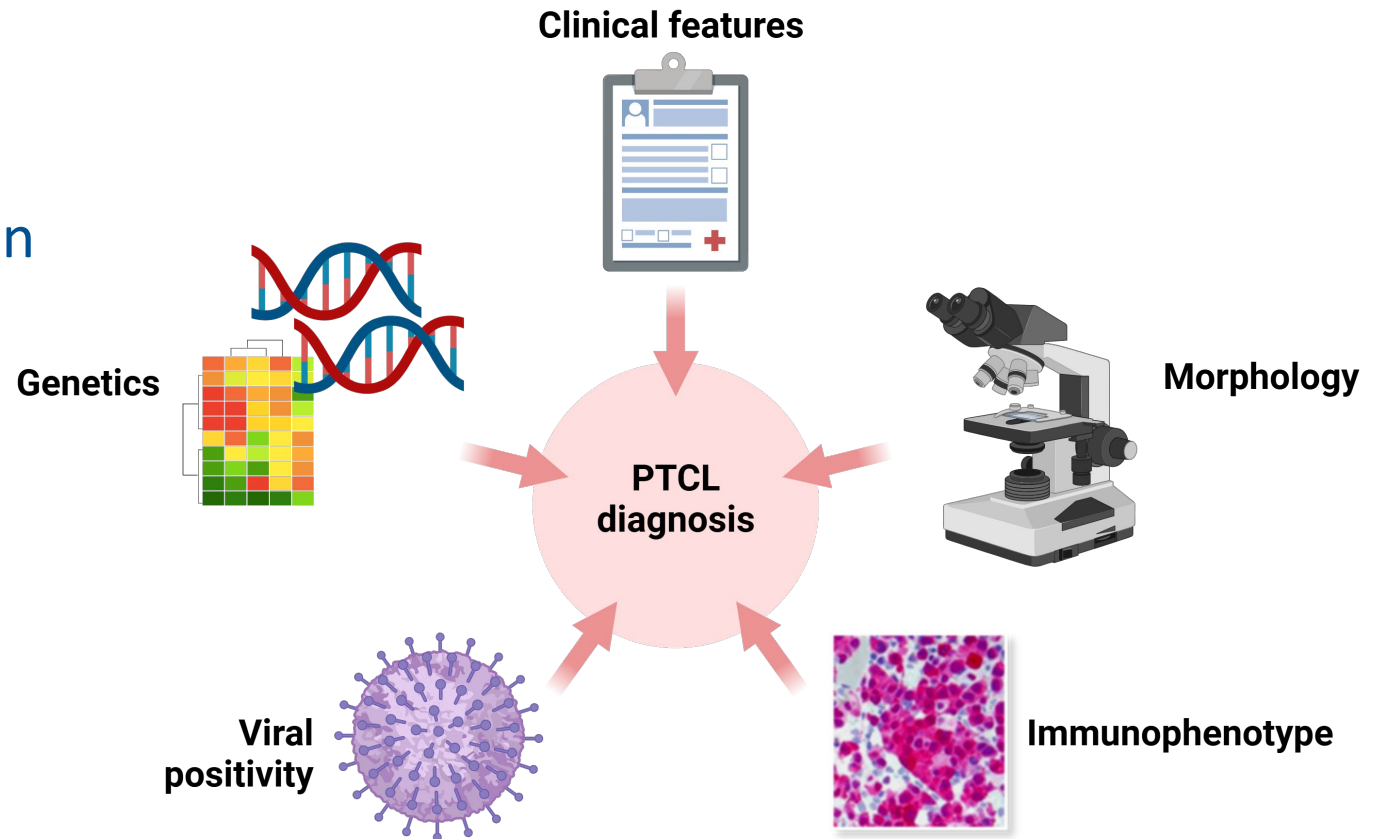 Clinical features
n
Genetics
Morphology
PTCL
diagnosis
Viral
positivity
Immunophenotype